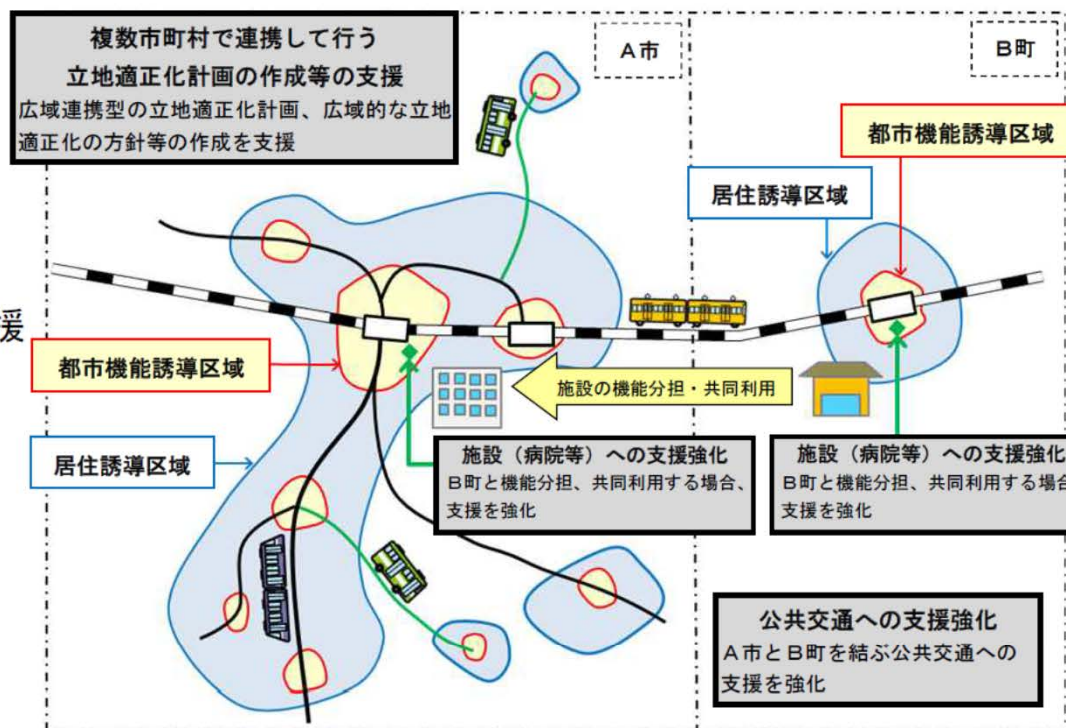 複数市町村で連携して行う
立地適正化計画の作成等の支援
広域連携型の立地適正化計画、広域的な立地
適正化の方針等の作成を支援
A市
B町
都市機能誘導区域
居住誘導区域
援
都市機能誘導区域
施設の機能分担・共同利用
居住誘導区域
施設（病院等）への支援強化
B町と機能分担、共同利用する場合、
支援を強化
施設（病院等）への支援強化
B町と機能分担、共同利用する場合
支援を強化
公共交通への支援強化
A市とB町を結ぶ公共交通への
支援を強化